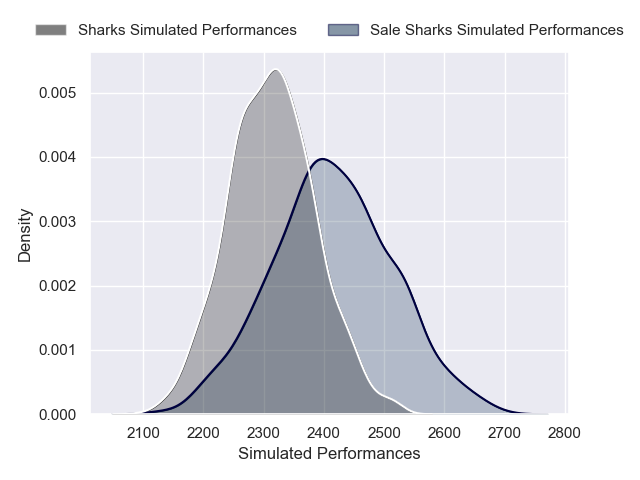 Sharks Simulated Performances
Sale Sharks Simulated Performances
0.005
0.004
0.003
0.002
0.001
0.000
Density
2100 2200 2300 2400 2500 2600 2700 2800
Simulated Performances